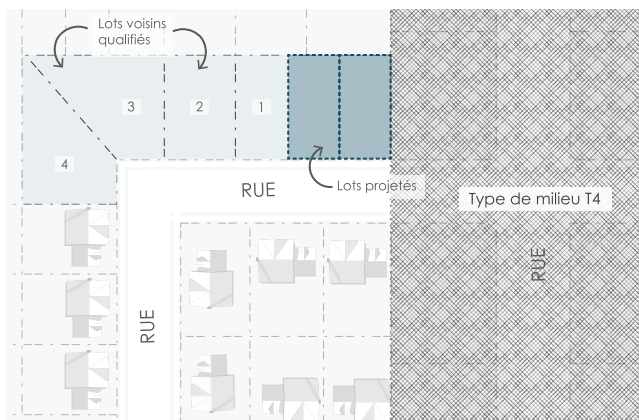 Lots voisins
qualifiés
3
2
1
4
RUE
Lots projetés
Type de milieu T4
RUE
RUE